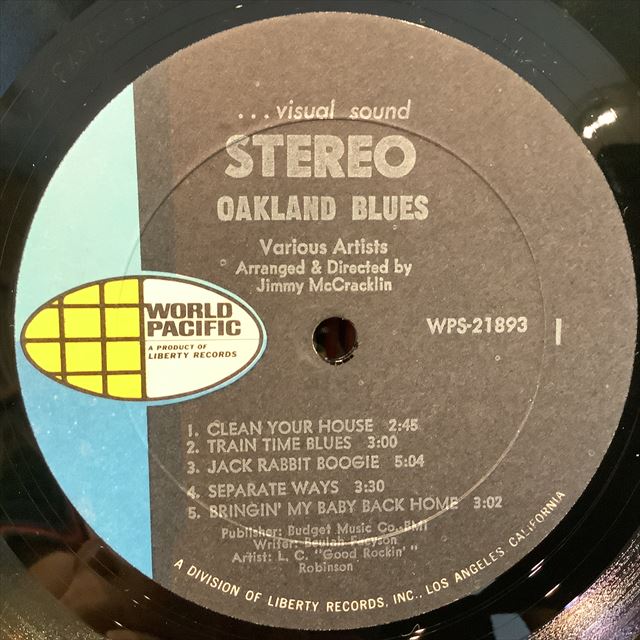 ...visual sound
STEREO
OAKLAND BLUES
Various Artists
Arranged & Directed by
Jimmy McCracklin
WORLD
PACIFIC
A PRODUCT OF
LIBERTY RECORDS
WPS-21893 1
1. CLEAN YOUR HOUSE 2:45
2. TRAIN TIME BLUES 3:00
3. JACK RABBIT BOOGIE 5:04
4. SEPARATE WAYS 3:30
5. BRINGIN' MY BABY BACK HOME 3:02
Publisher: Budget Music Co.-BMI
Writer: Beulah
Artist: L. C. "Good Rockin'"
Robinson
A DIVISION OF LIBERTY RECORDS, INC., LOS ANGELES, CALIFORNIA